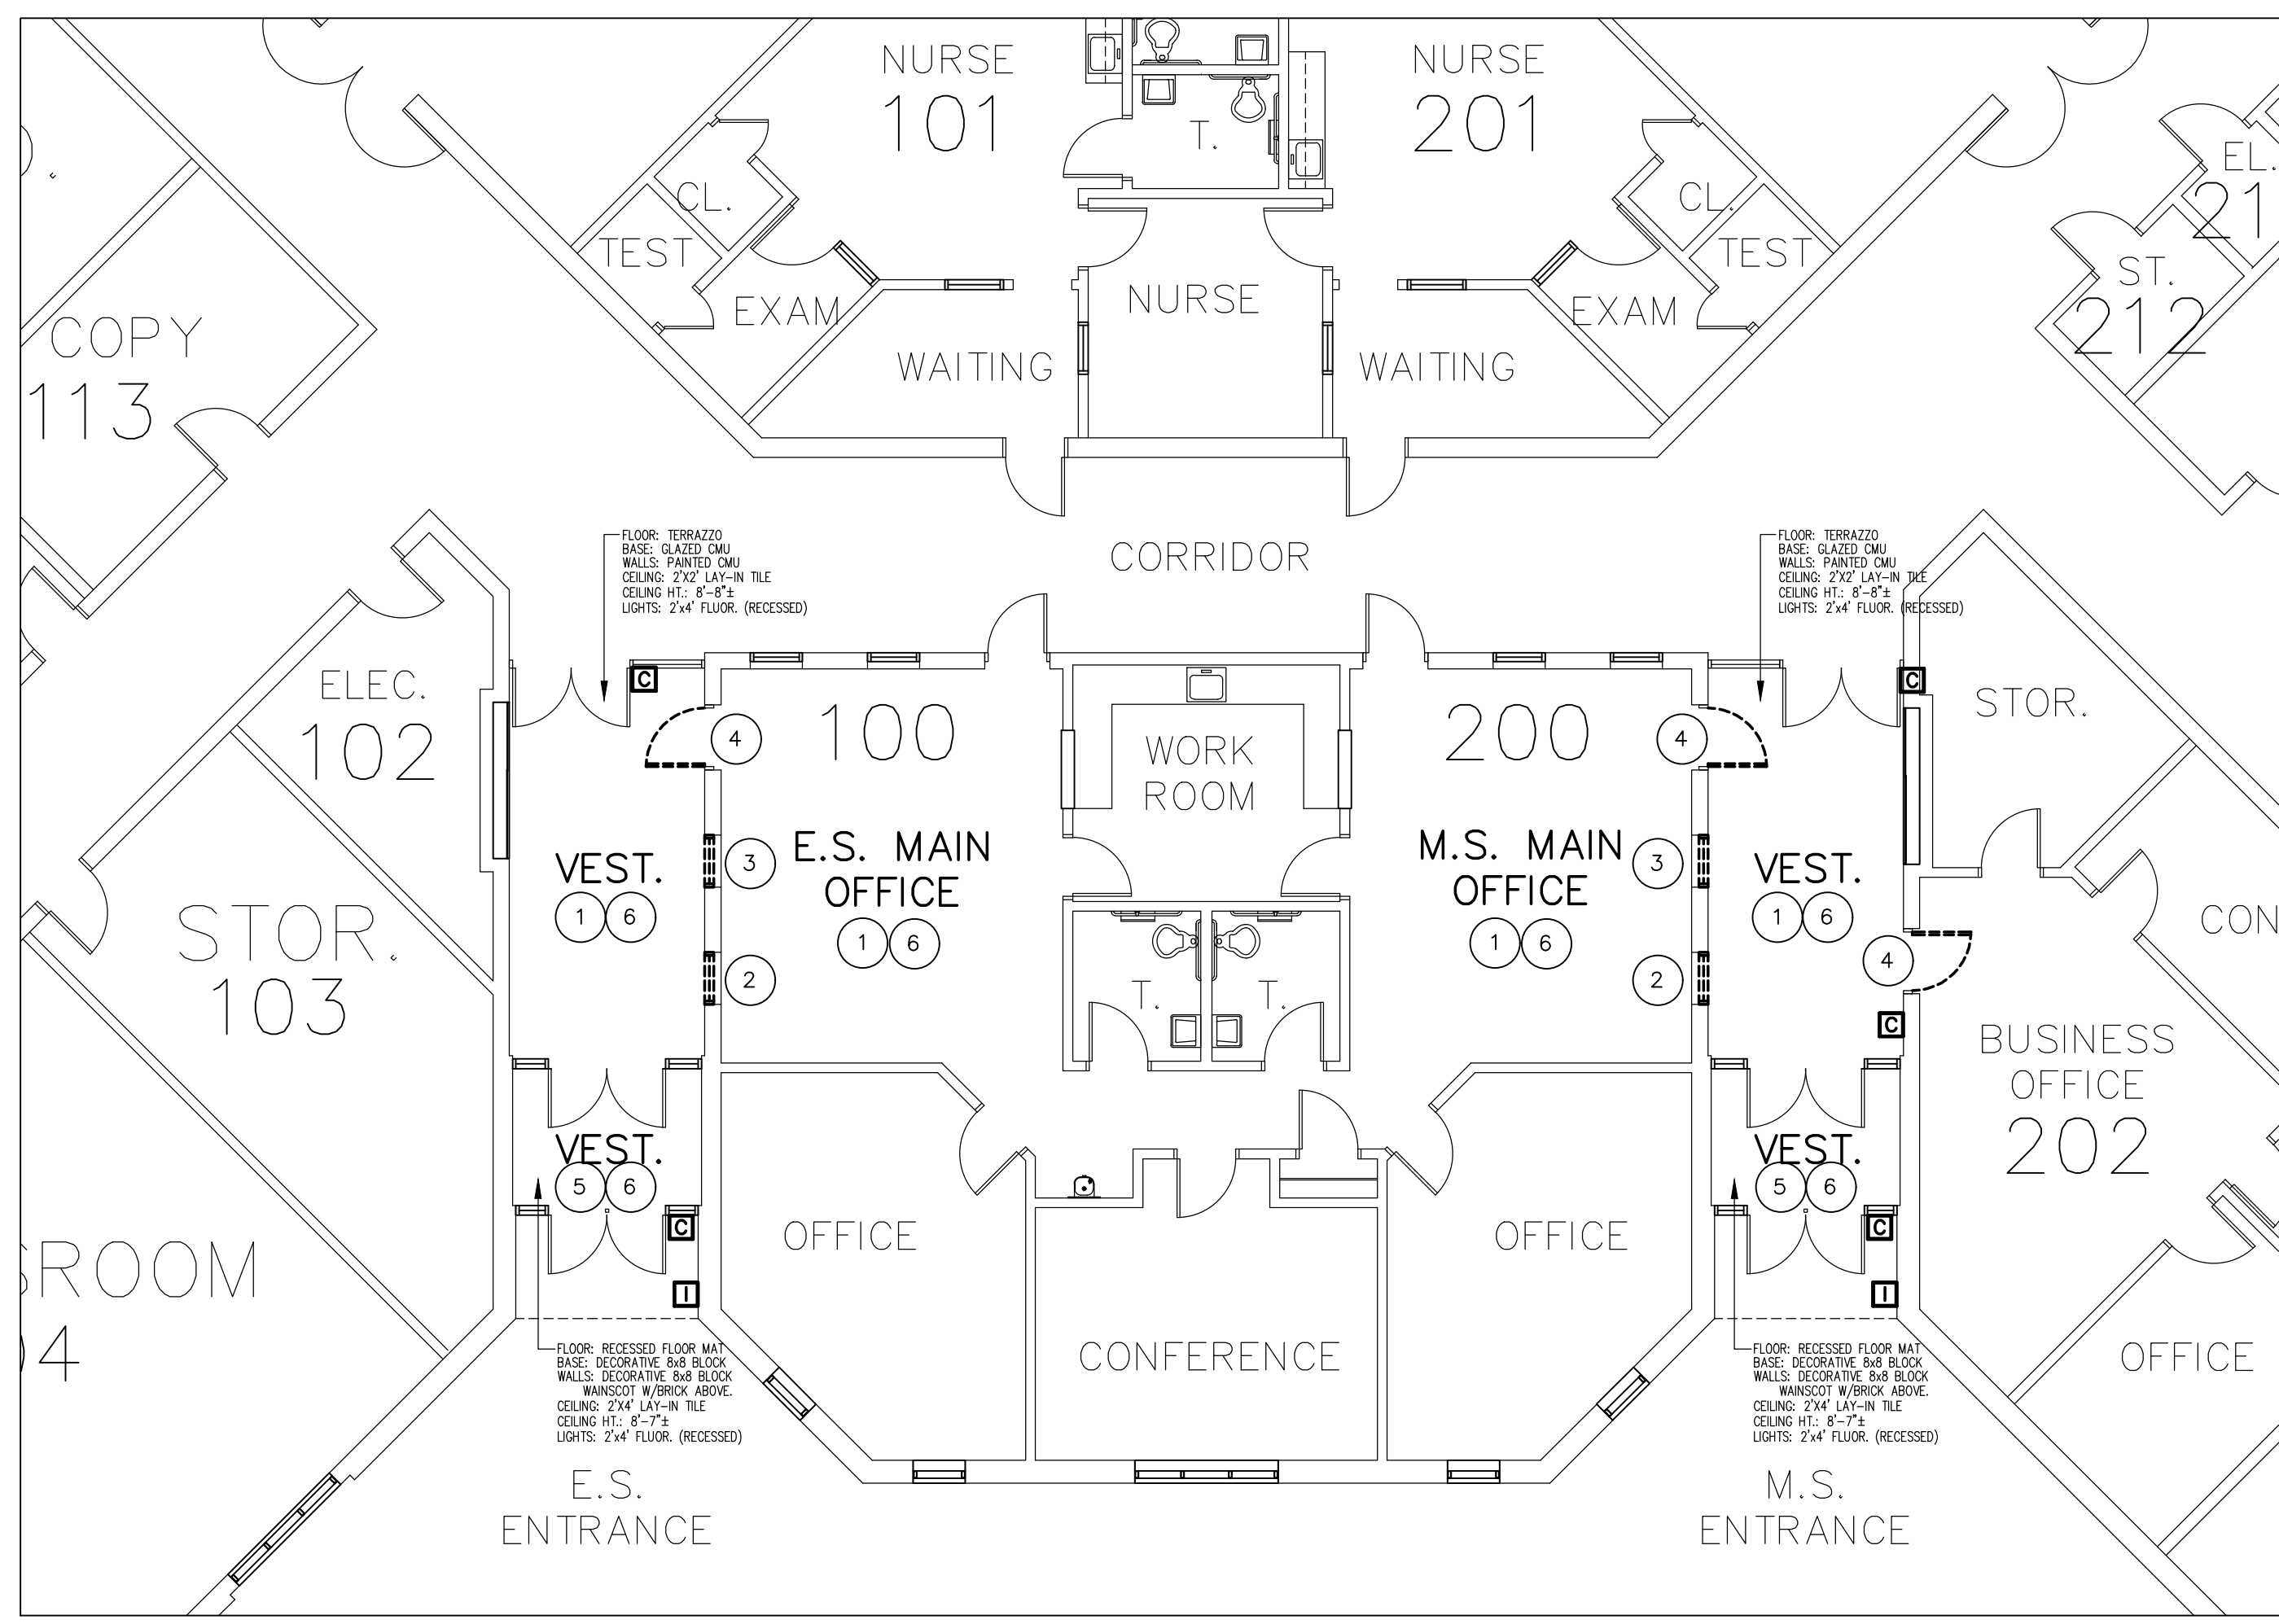 NURSE
101
NURSE
201
T.
CL.
TEST
EXAM
WAITING
NURSE
WAITING
EXAM
CL.
TEST
EL.
21
ST.
212
COPY
113
CORRIDOR
FLOOR: TERRAZZO
BASE: GLAZED CMU
WALLS: PAINTED CMU
CEILING: 2'X2' LAY-IN TILE
CEILING HT.: 8'-8"±
LIGHTS: 2'x4' FLUOR. (RECESSED)
FLOOR: TERRAZZO
BASE: GLAZED CMU
WALLS: PAINTED CMU
CEILING: 2'X2' LAY-IN TILE
CEILING HT.: 8'-8"±
LIGHTS: 2'x4' FLUOR. (RECESSED)
ELEC.
102
C
4
100
WORK
ROOM
200
4
C
STOR.
VEST.
1 6
3
E.S. MAIN
OFFICE
1 6
2
M.S. MAIN
OFFICE
1 6
3
2
VEST.
1 6
4
C
CON
STOR.
103
T.
T.
BUSINESS
OFFICE
202
VEST.
5 6
C
I
VEST.
5 6
C
I
OFFICE
OFFICE
CONFERENCE
OFFICE
SROOM
04
FLOOR: RECESSED FLOOR MAT
BASE: DECORATIVE 8x8 BLOCK
WALLS: DECORATIVE 8x8 BLOCK
WAINSCOT W/BRICK ABOVE.
CEILING: 2'X4' LAY-IN TILE
CEILING HT.: 8'-7"±
LIGHTS: 2'x4' FLUOR. (RECESSED)
FLOOR: RECESSED FLOOR MAT
BASE: DECORATIVE 8x8 BLOCK
WALLS: DECORATIVE 8x8 BLOCK
WAINSCOT W/BRICK ABOVE.
CEILING: 2'X4' LAY-IN TILE
CEILING HT.: 8'-7"±
LIGHTS: 2'x4' FLUOR. (RECESSED)
E.S.
ENTRANCE
M.S.
ENTRANCE